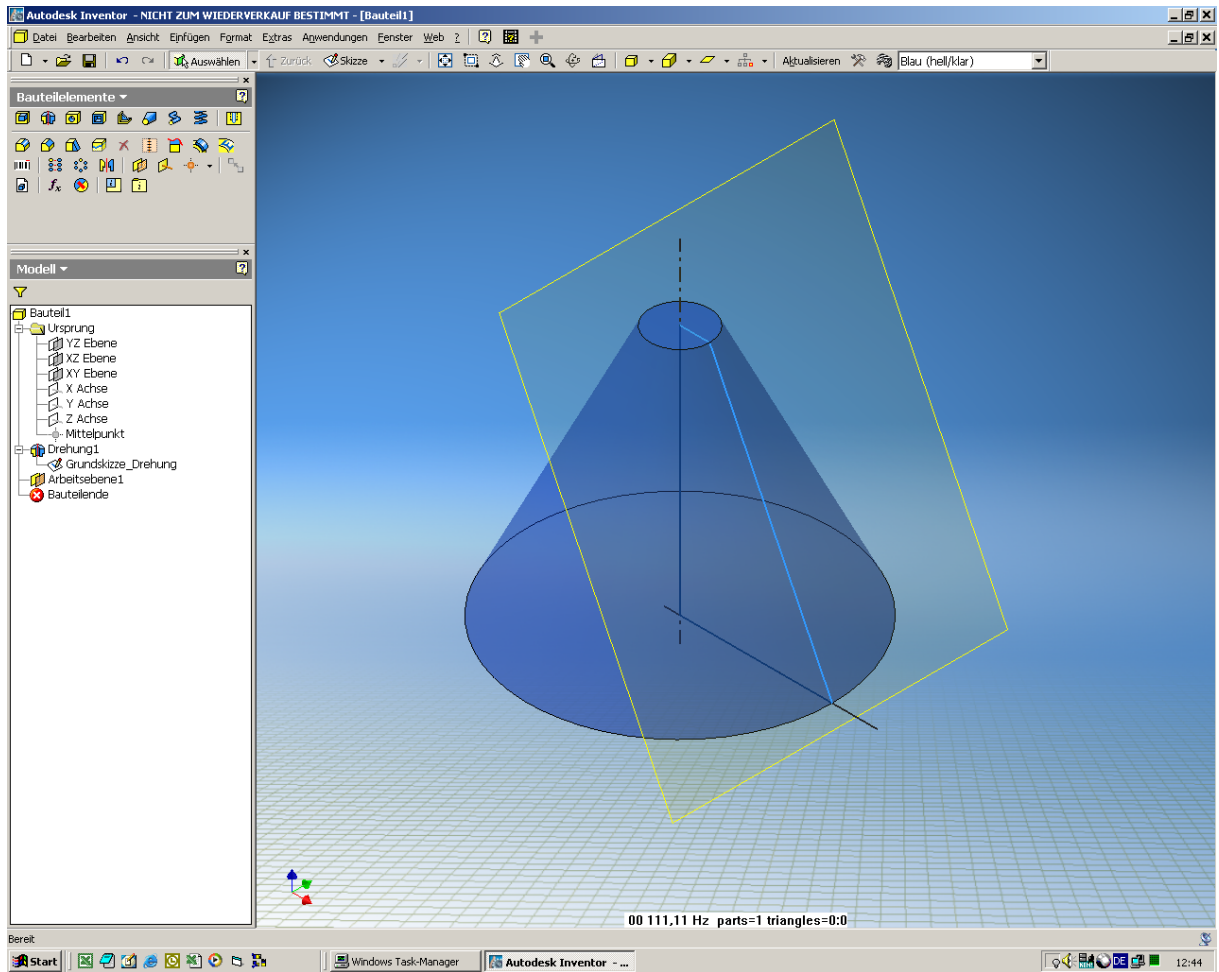 Autodesk Inventor - NICHT ZUM WIEDERVERKAUF BESTIMMT - [Bauteil1]
Datei Bearbeiten Ansicht Einfügen Format Extras Anwendungen Fenster Web ?
Auswählen Zurück Skizze Aktualisieren Blau (hell/klar)
Bauteilelemente
fx
Modell
Bauteil1
Ursprung
YZ Ebene
XZ Ebene
XY Ebene
X Achse
Y Achse
Z Achse
Mittelpunkt
Drehung1
Grundskizze_Drehung
Arbeitsebene1
Bauteilende
00 111,11 Hz parts=1 triangles=0:0
Bereit
Start Windows Task-Manager Autodesk Inventor - ... DE 12:44